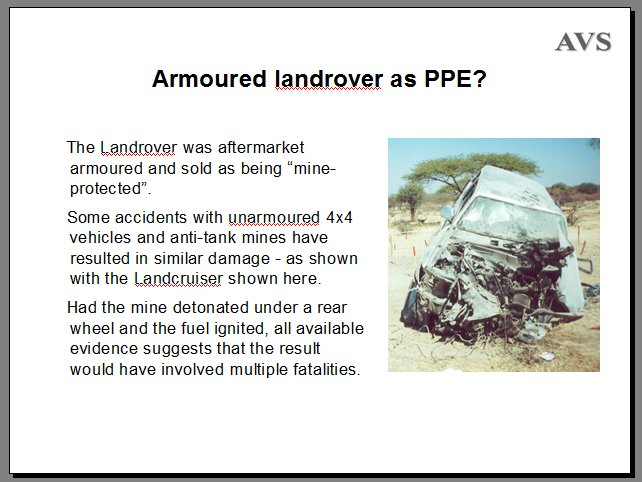 AVS
Armoured landrover as PPE?
The Landrover was aftermarket
armoured and sold as being “mine-
protected”.
Some accidents with unarmoured 4x4
vehicles and anti-tank mines have
resulted in similar damage - as shown
with the Landcruiser shown here.
Had the mine detonated under a rear
wheel and the fuel ignited, all available
evidence suggests that the result
would have involved multiple fatalities.